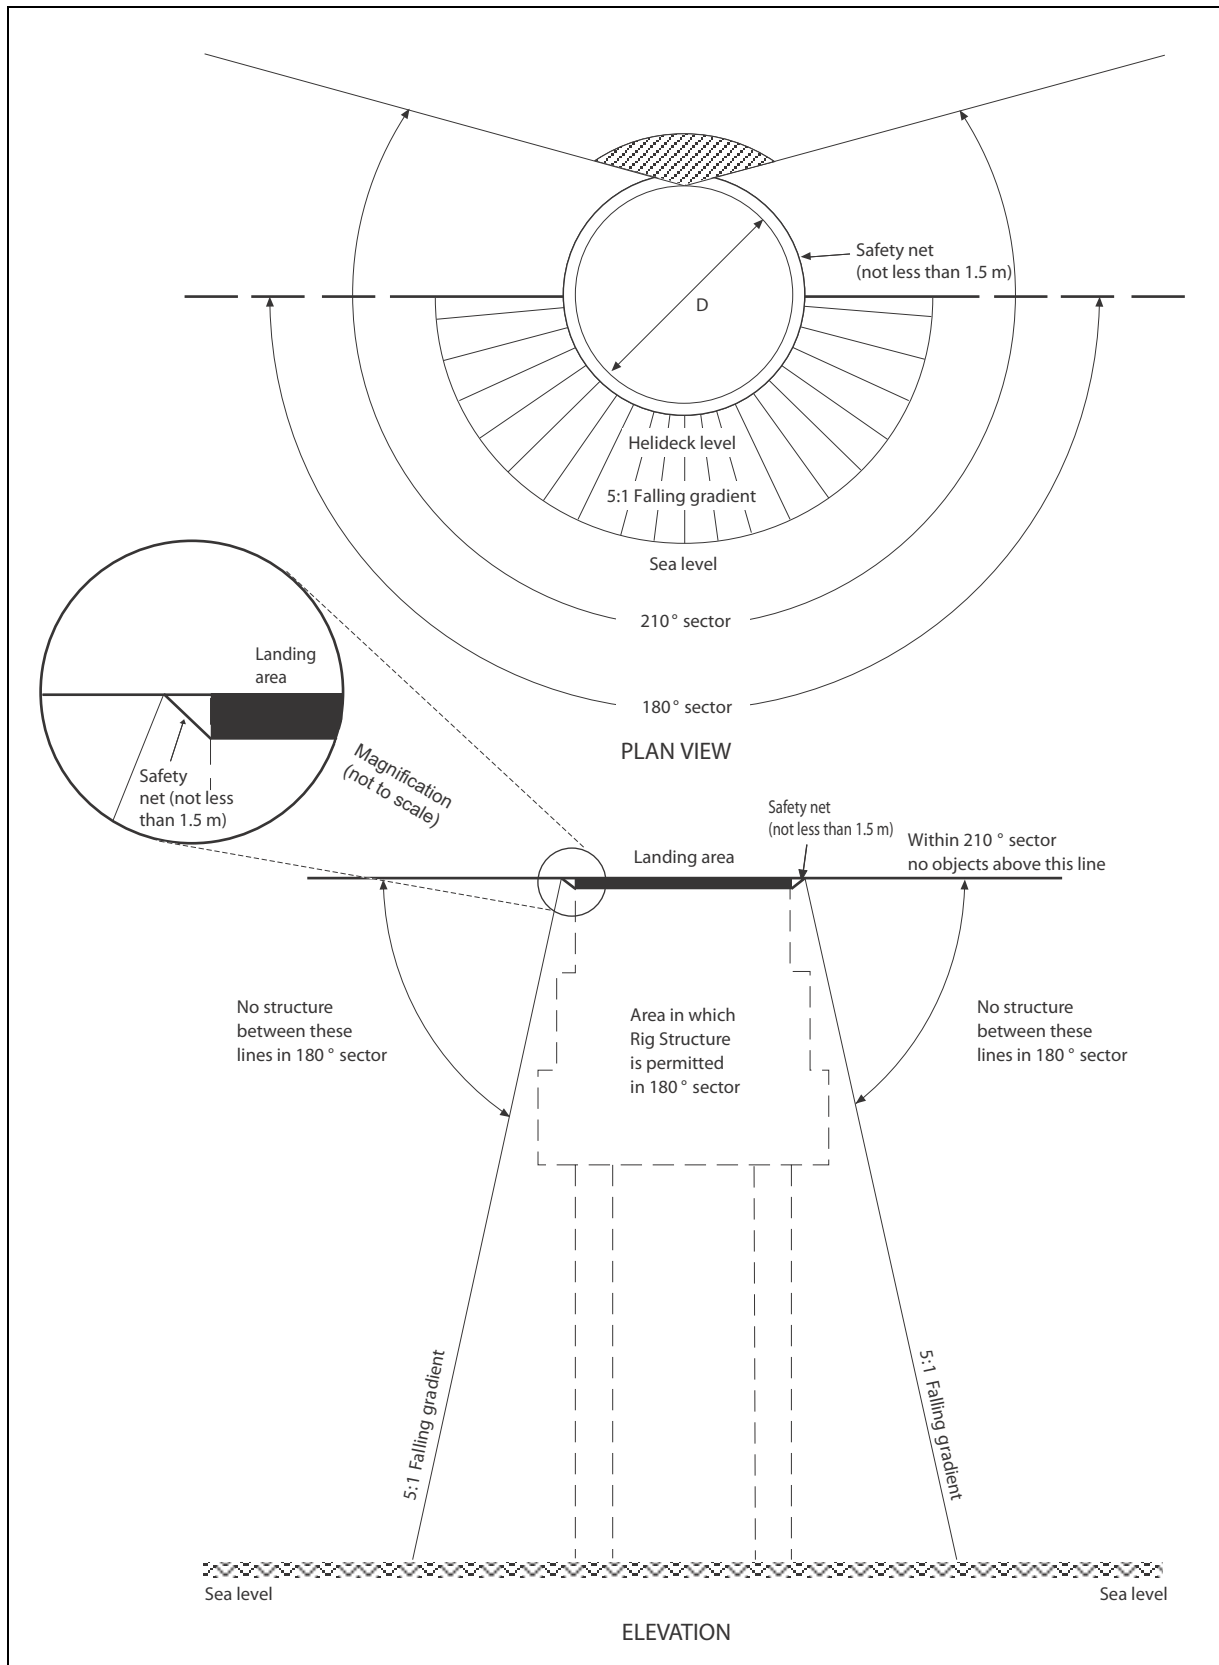 Safety net
(not less than 1.5 m)
D
Helideck level
5:1 Falling gradient
Sea level
210° sector
180° sector
PLAN VIEW
Landing
area
Safety
net (not less
than 1.5 m)
Magnification
(not to scale)
Safety net
(not less than 1.5 m)
Landing area
Within 210 ° sector
no objects above this line
No structure
between these
lines in 180 ° sector
Area in which
Rig Structure
is permitted
in 180 ° sector
No structure
between these
lines in 180 ° sector
5:1 Falling gradient
5:1 Falling gradient
Sea level
Sea level
ELEVATION